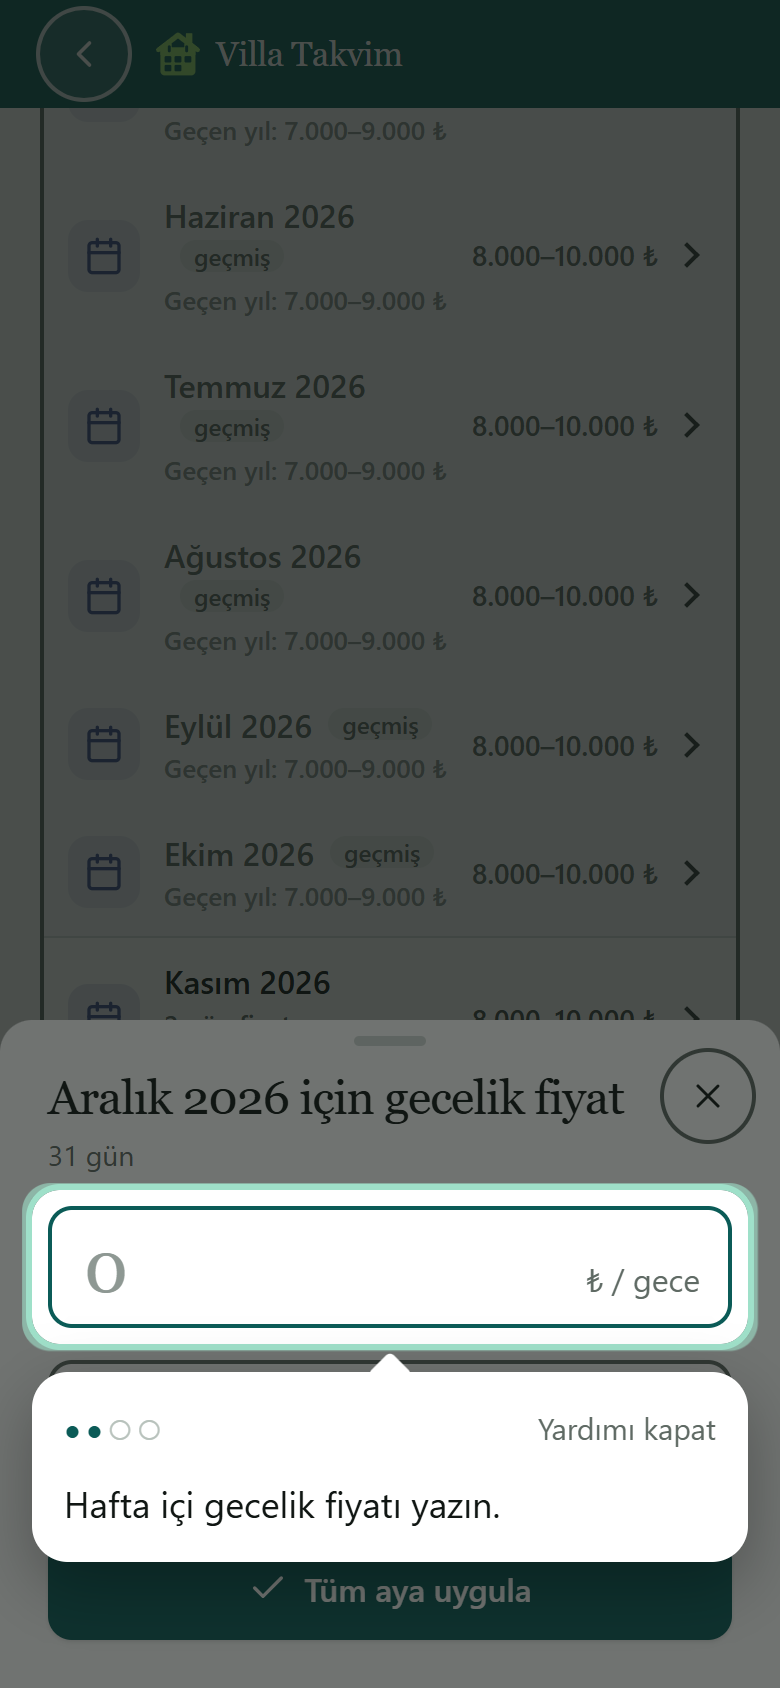 Villa Takvim
Geçen yıl: 7.000–9.000 ₺
Haziran 2026
geçmiş
8.000–10.000 ₺
Geçen yıl: 7.000–9.000 ₺
Temmuz 2026
geçmiş
8.000–10.000 ₺
Geçen yıl: 7.000–9.000 ₺
Ağustos 2026
geçmiş
8.000–10.000 ₺
Geçen yıl: 7.000–9.000 ₺
Eylül 2026 geçmiş
8.000–10.000 ₺
Geçen yıl: 7.000–9.000 ₺
Ekim 2026 geçmiş
8.000–10.000 ₺
Geçen yıl: 7.000–9.000 ₺
Kasım 2026
8.000–10.000 ₺
Aralık 2026 için gecelik fiyat
31 gün
0 ₺ / gece
Yardımı kapat
Hafta içi gecelik fiyatı yazın.
Tüm aya uygula